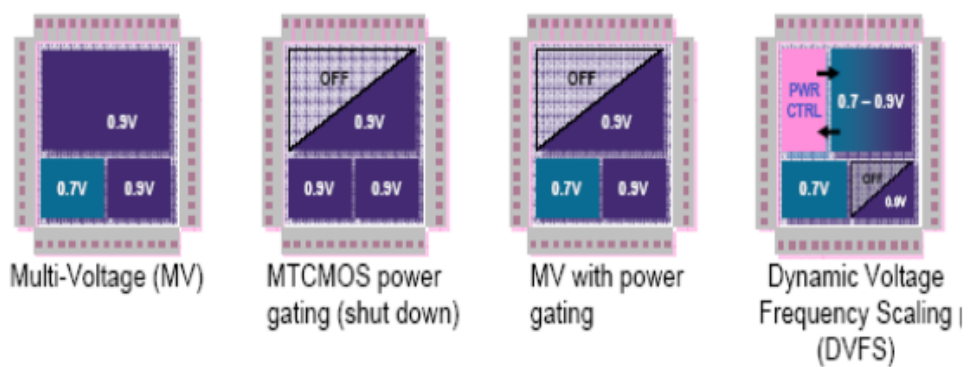 0.9V
0.7V 0.9V
Multi-Voltage (MV)
OFF
0.9V
0.9V 0.9V
MTCMOS power
gating (shut down)
OFF
0.9V
0.7V 0.9V
MV with power
gating
PWR
CTRL
0.7 – 0.9V
0.7V
OFF
Dynamic Voltage
Frequency Scaling
(DVFS)